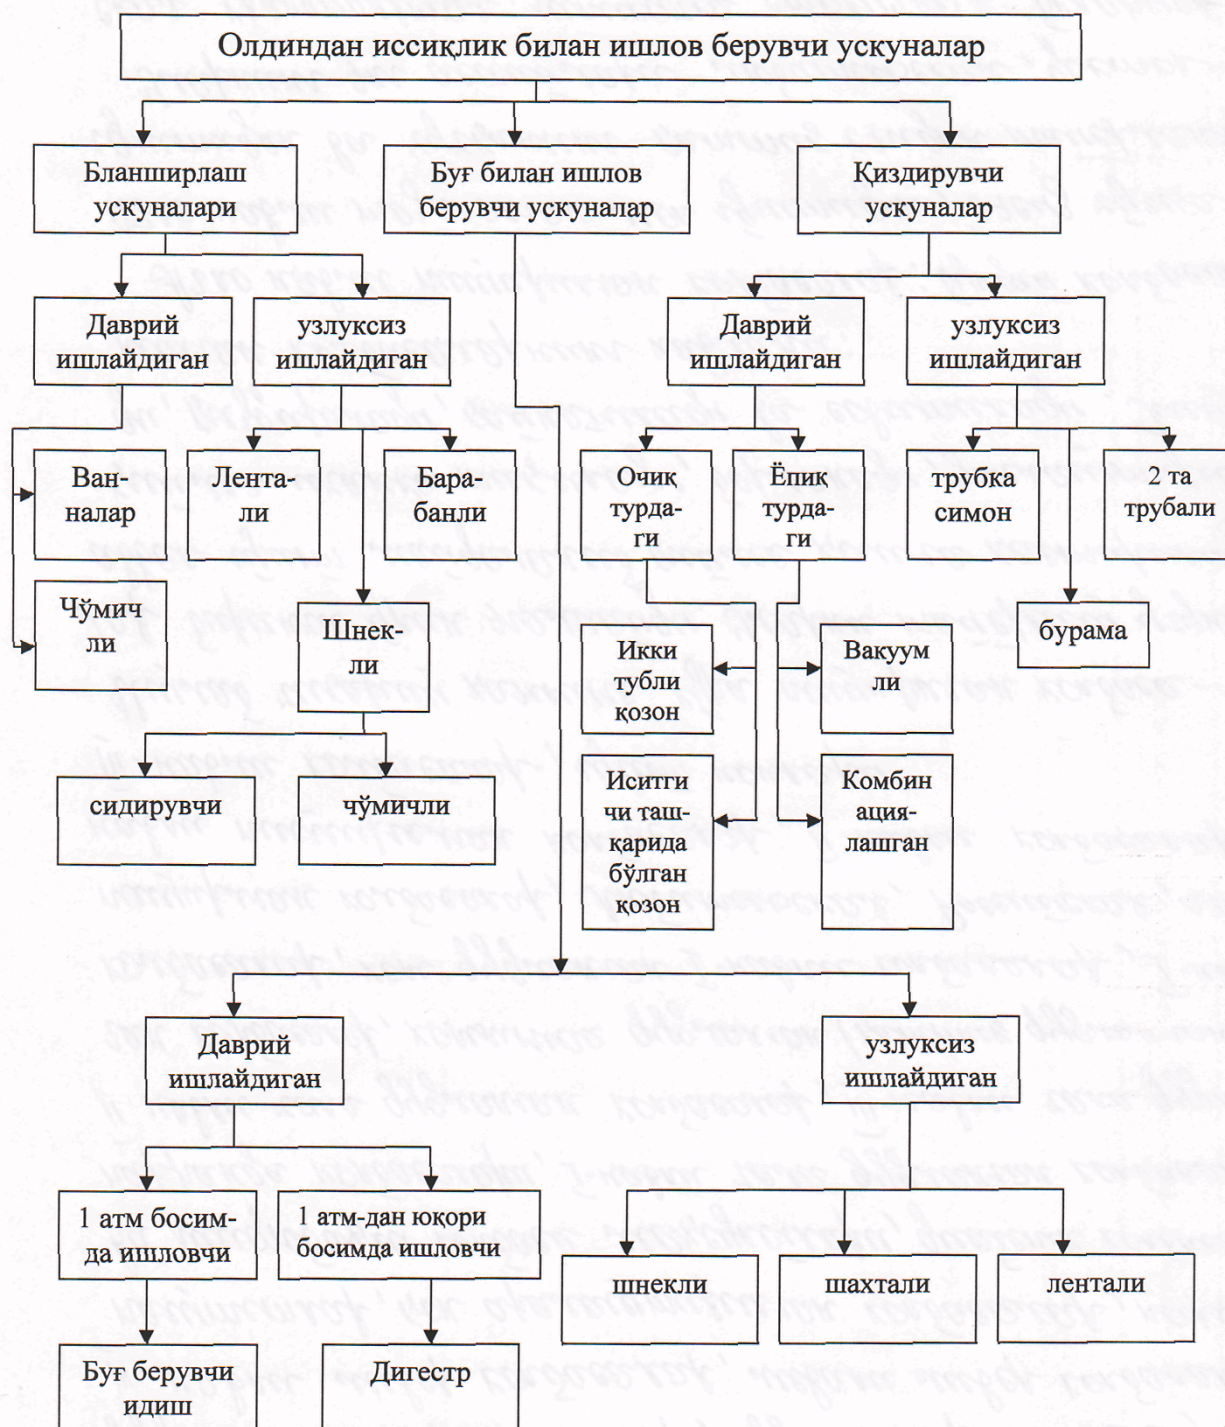 Олдиндан иссиқлик билан ишлов берувчи ускуналар
Бланширлаш
ускуналари
Буғ билан ишлов
берувчи ускуналар
Қиздирувчи
ускуналар
Даврий
ишлайдиган
узлуксиз
ишлайдиган
Даврий
ишлайдиган
узлуксиз
ишлайдиган
Ван-
налар
Лента-
ли
Бара-
банли
Очиқ
турда-
ги
Ёпиқ
турда-
ги
трубка
симон
2 та
трубали
Чўмич
ли
Шнек-
ли
Икки
тубли
қозон
Вакуум
ли
бурама
сидирувчи
чўмичли
Иситги
чи таш-
қарида
бўлган
қозон
Комбин
ация-
лашган
Даврий
ишлайдиган
узлуксиз
ишлайдиган
1 атм босим-
да ишловчи
1 атм-дан юқори
босимда ишловчи
шнекли
шахтали
лентали
Буғ берувчи
идиш
Дигестр